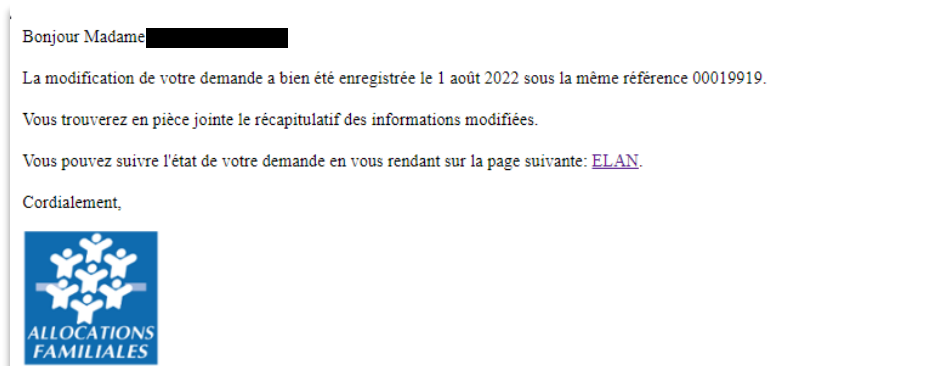 Bonjour Madame
La modification de votre demande a bien été enregistrée le 1 août 2022 sous la même référence 00019919.
Vous trouverez en pièce jointe le récapitulatif des informations modifiées.
Vous pouvez suivre l'état de votre demande en vous rendant sur la page suivante: ELAN.
Cordialement,
ALLOCATIONS
FAMILIALES